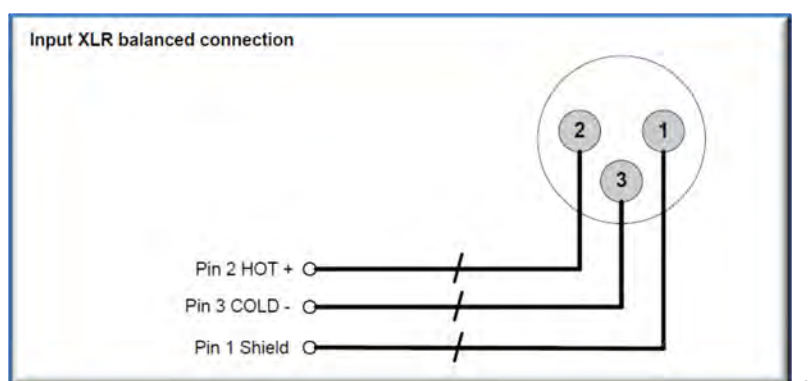 Input XLR balanced connection
2 1
3
Pin 2 HOT +
Pin 3 COLD -
Pin 1 Shield